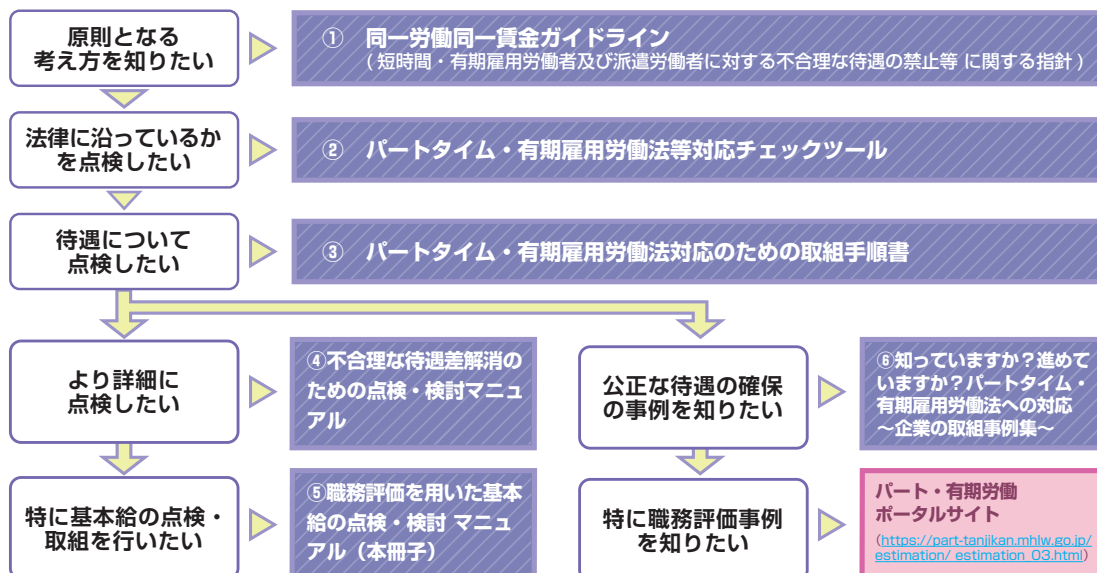 原則となる
考え方を知りたい
① 同一労働同一賃金ガイドライン
(短時間・有期雇用労働者及び派遣労働者に対する不合理な待遇の禁止等 に関する指針)
法律に沿っているか
を点検したい
② パートタイム・有期雇用労働法等対応チェックツール
待遇について
点検したい
③ パートタイム・有期雇用労働法対応のための取組手順書
より詳細に
点検したい
④不合理な待遇差解消の
ための点検・検討マニュ
アル
公正な待遇の確保
の事例を知りたい
⑥知っていますか？進めて
いますか？パートタイム・
有期雇用労働法への対応
～企業の取組事例集～
特に基本給の点検・
取組を行いたい
⑤職務評価を用いた基本
給の点検・検討 マニュ
アル（本冊子）
特に職務評価事例
を知りたい
パート・有期労働
ポータルサイト
(https://part-tanjikan.mhlw.go.jp/
estimation/ estimation_03.html)